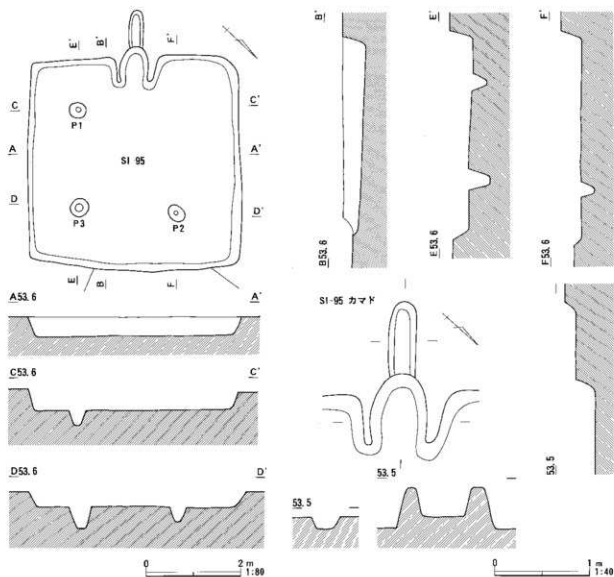 E' B' F'
C C'
P1
A SI 95 A'
D D'
P3 P2
E B F
A53.6 A'
C53.6 C'
D53.6 D'
0 2 m
1:80
B' E' F'
B53.6 E53.6 F53.6
SI-95 カマド
53.5
53.5 53.5
0 1 m
1:40